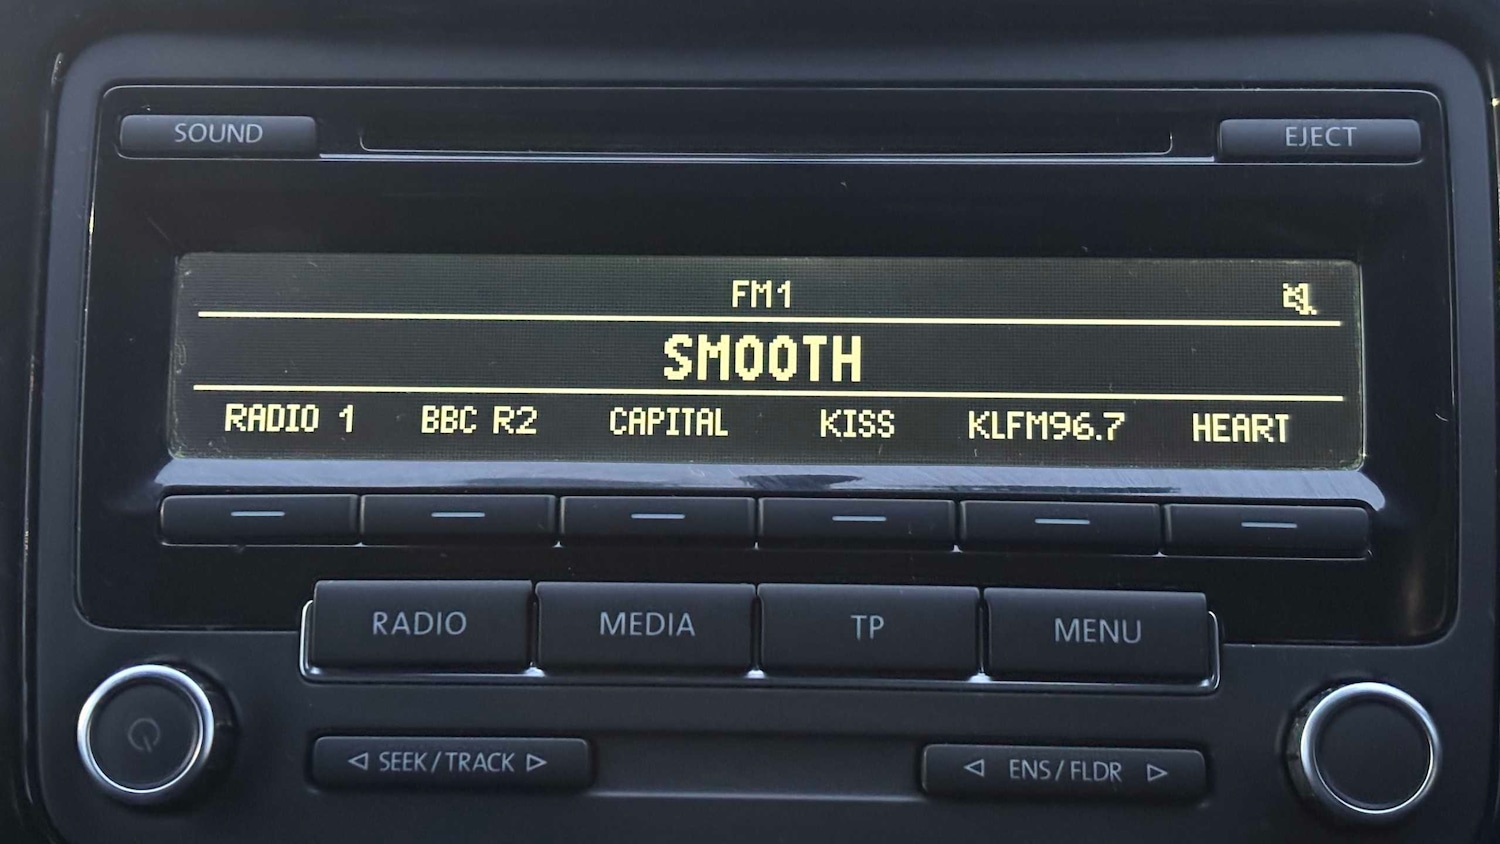 SOUND EJECT
FM1
SMOOTH
RADIO 1 BBC R2 CAPITAL KISS KLFM96.7 HEART
RADIO MEDIA TP MENU
SEEK/TRACK ENS/FLDR